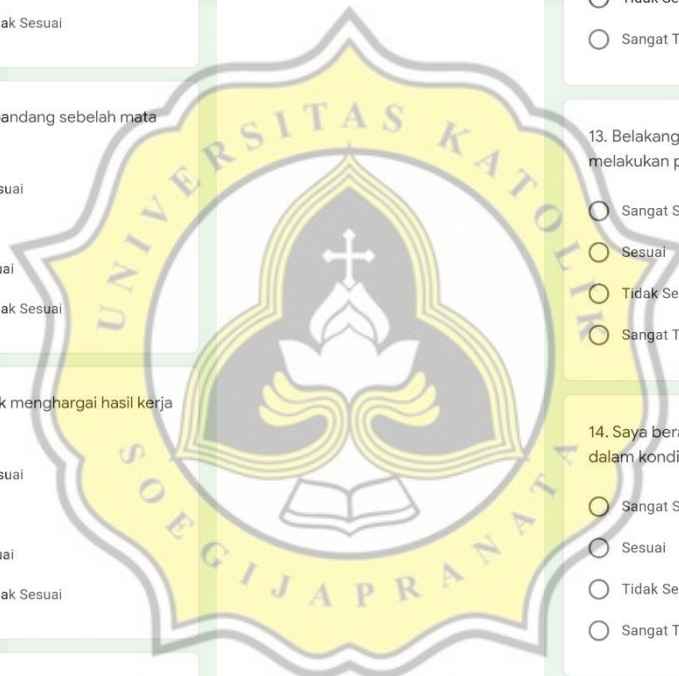 ak Sesuai
andang sebelah mata
suai
uai
ak Sesuai
k menghargai hasil kerja
suai
uai
ak Sesuai
UNIVERSITAS KATOLIK
SOEGIJAPRANATA
Sangat T
13. Belakang
melakukan p
Sangat S
Sesuai
Tidak Se
Sangat T
14. Saya bera
dalam kondi
Sangat S
Sesuai
Tidak Se
Sangat T